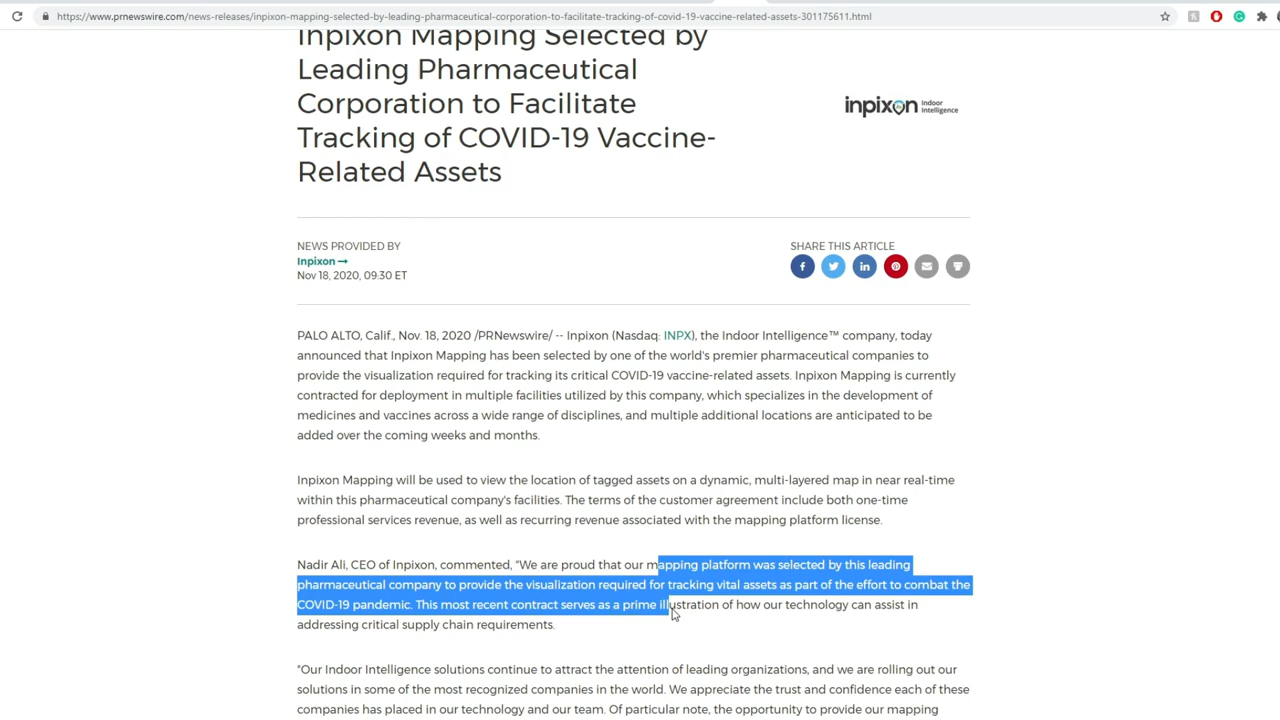 https://www.prnewswire.com/news-releases/inpixon-mapping-selected-by-leading-pharmaceutical-corporation-to-facilitate-tracking-of-covid-19-vaccine-related-assets-301175611.html
Inpixon Mapping Selected by
Leading Pharmaceutical
Corporation to Facilitate
Tracking of COVID-19 Vaccine-
Related Assets
inpixon Indoor
Intelligence
NEWS PROVIDED BY
Inpixon →
Nov 18, 2020, 09:30 ET
SHARE THIS ARTICLE
PALO ALTO, Calif., Nov. 18, 2020 /PRNewswire/ -- Inpixon (Nasdaq: INPX), the Indoor Intelligence™ company, today
announced that Inpixon Mapping has been selected by one of the world's premier pharmaceutical companies to
provide the visualization required for tracking its critical COVID-19 vaccine-related assets. Inpixon Mapping is currently
contracted for deployment in multiple facilities utilized by this company, which specializes in the development of
medicines and vaccines across a wide range of disciplines, and multiple additional locations are anticipated to be
added over the coming weeks and months.
Inpixon Mapping will be used to view the location of tagged assets on a dynamic, multi-layered map in near real-time
within this pharmaceutical company's facilities. The terms of the customer agreement include both one-time
professional services revenue, as well as recurring revenue associated with the mapping platform license.
Nadir Ali, CEO of Inpixon, commented, "We are proud that our mapping platform was selected by this leading
pharmaceutical company to provide the visualization required for tracking vital assets as part of the effort to combat the
COVID-19 pandemic. This most recent contract serves as a prime illustration of how our technology can assist in
addressing critical supply chain requirements.
"Our Indoor Intelligence solutions continue to attract the attention of leading organizations, and we are rolling out our
solutions in some of the most recognized companies in the world. We appreciate the trust and confidence each of these
companies has placed in our technology and our team. Of particular note, the opportunity to provide our mapping